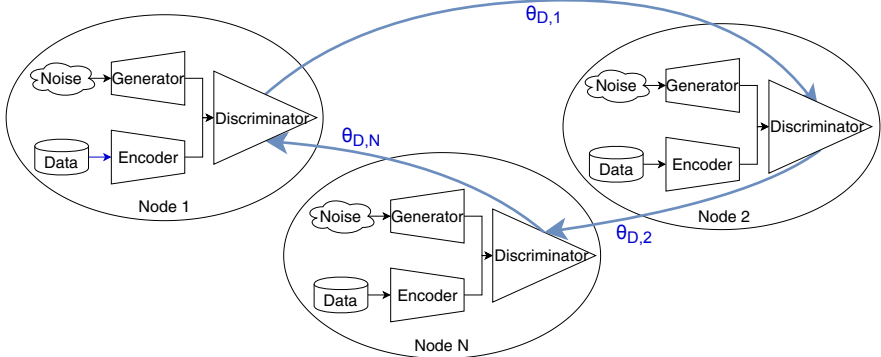 θD,1
Noise
Generator
Discriminator
Data
Encoder
Node 1
Noise
Generator
Discriminator
Data
Encoder
Node 2
θD,N
θD,2
Noise
Generator
Discriminator
Data
Encoder
Node N